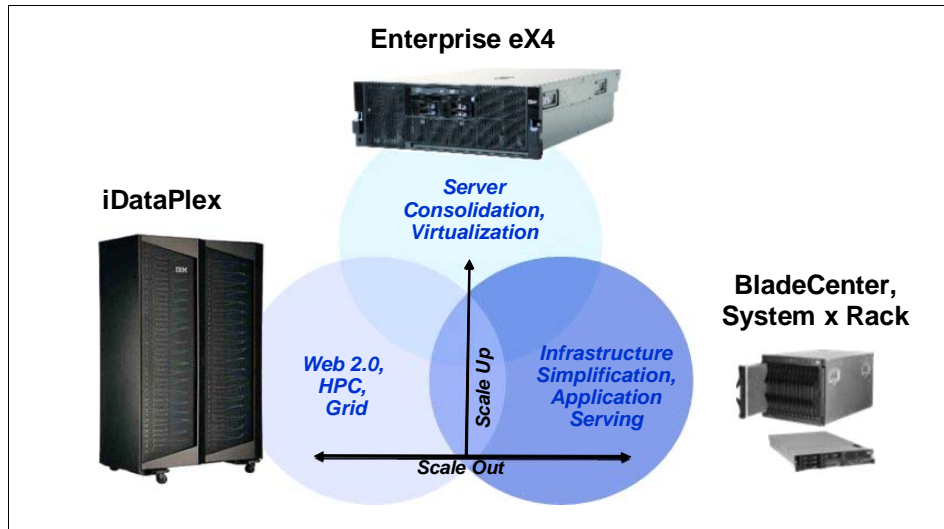 Enterprise eX4
iDataPlex
Server
Consolidation,
Virtualization
BladeCenter,
System x Rack
Web 2.0,
HPC,
Grid
Scale Up
Infrastructure
Simplification,
Application
Serving
Scale Out
IBM